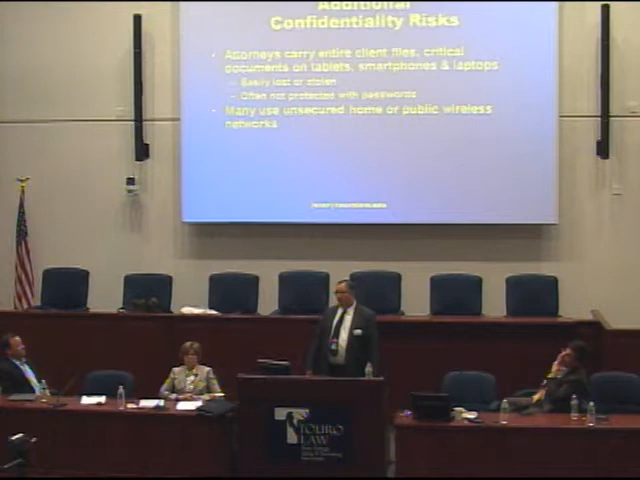 Additional
Confidentiality Risks
Attorneys carry entire client files, critical
documents on tablets, smartphones & laptops
– Easily lost or stolen
– Often not protected with passwords
Many use unsecured home or public wireless
networks
TOURO
LAW